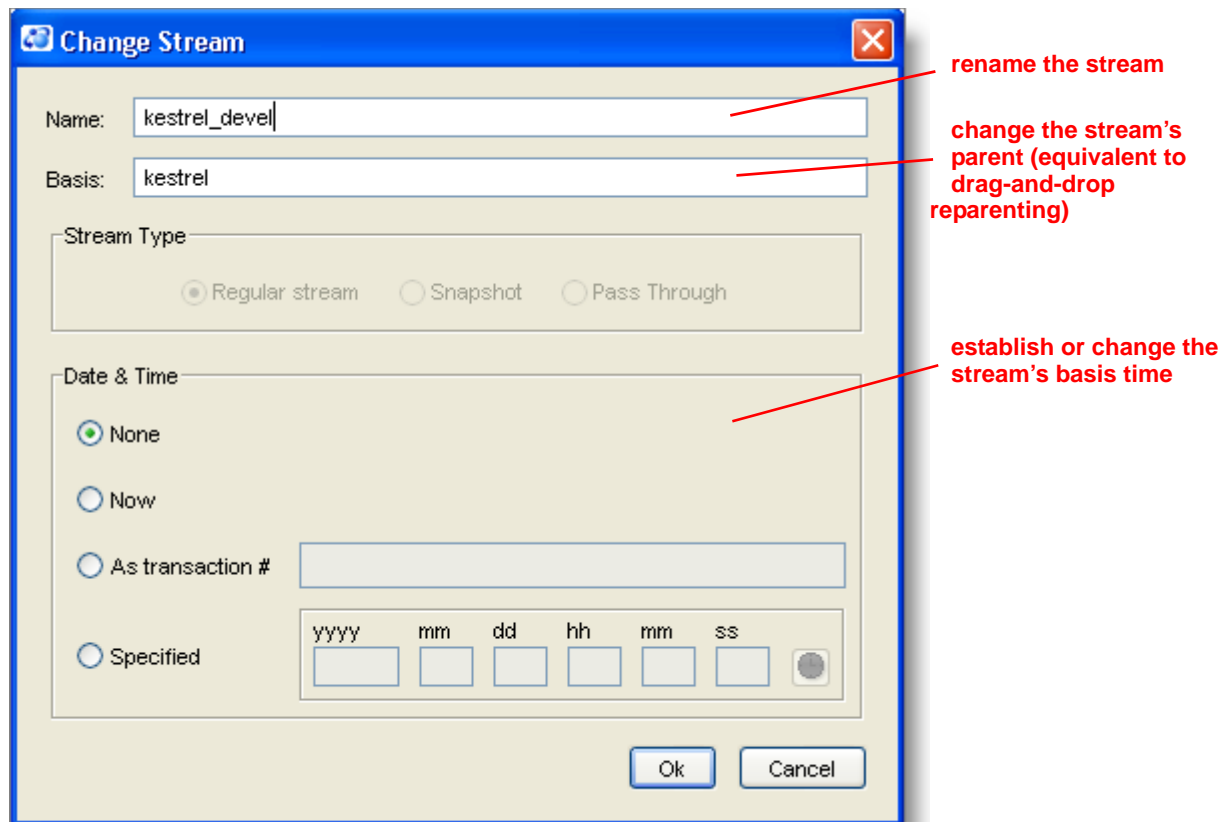 Change Stream
rename the stream
Name: kestrel_devel
change the stream's
parent (equivalent to
drag-and-drop
reparenting)
Basis: kestrel
Stream Type
Regular stream Snapshot Pass Through
establish or change the
stream's basis time
Date & Time
None
Now
As transaction #
yyyy mm dd hh mm ss
Specified
Ok Cancel